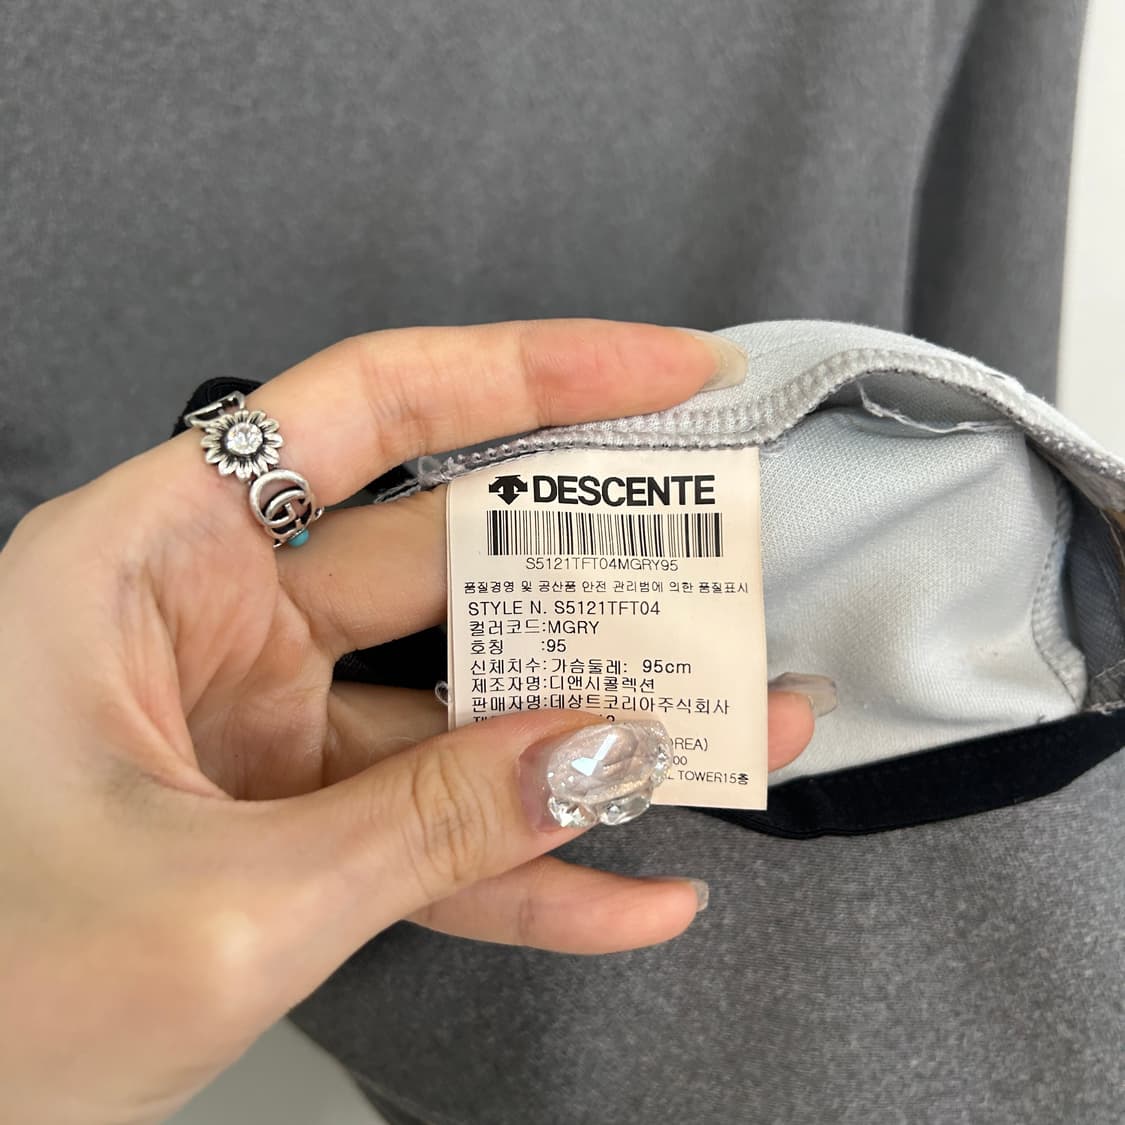 DESCENTE
S5121TFT04MGRY95
품질경영 및 공산품 안전 관리법에 의한 품질표시
STYLE N. S5121TFT04
컬러코드:MGRY
호칭 :95
신체치수:가슴둘레: 95cm
제조자명:디앤시콜렉션
판매자명:데상트코리아주식회사
REA)
00
TOWER15층